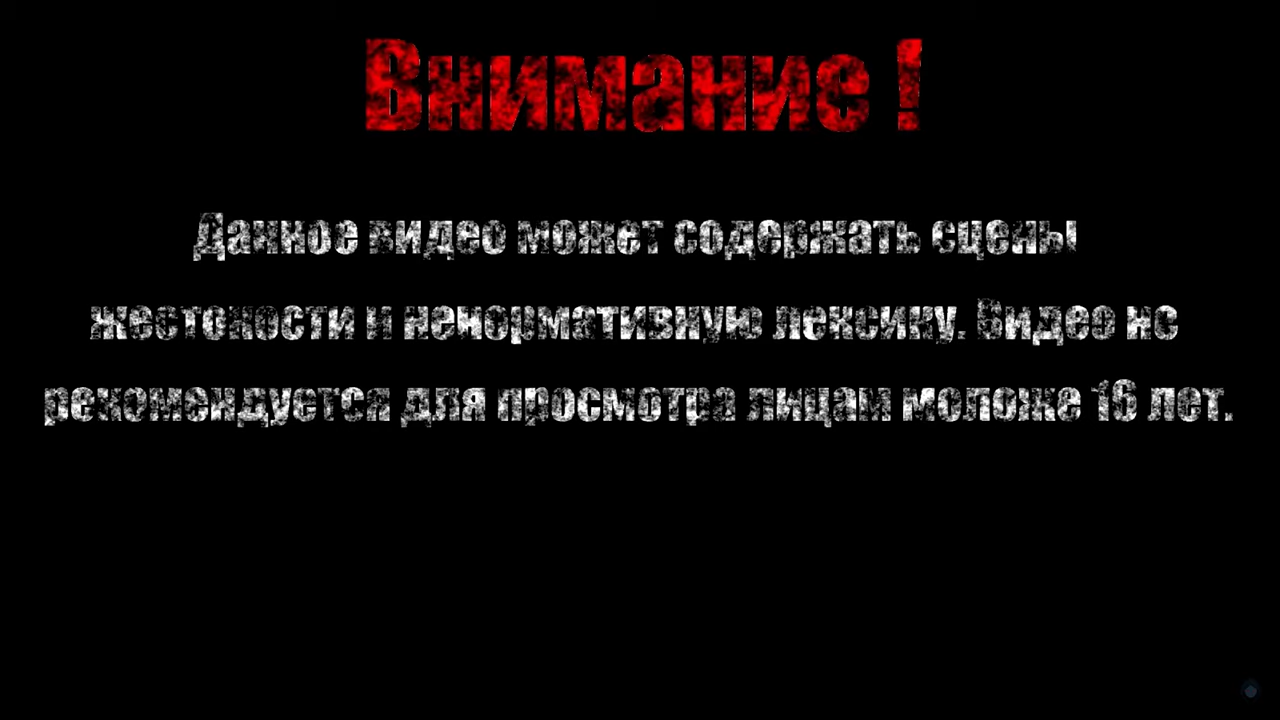 Внимание !
Данное видео может содержать сцены
жестокости и ненормативную лексику. Видео не
рекомендуется для просмотра лицам моложе 16 лет.